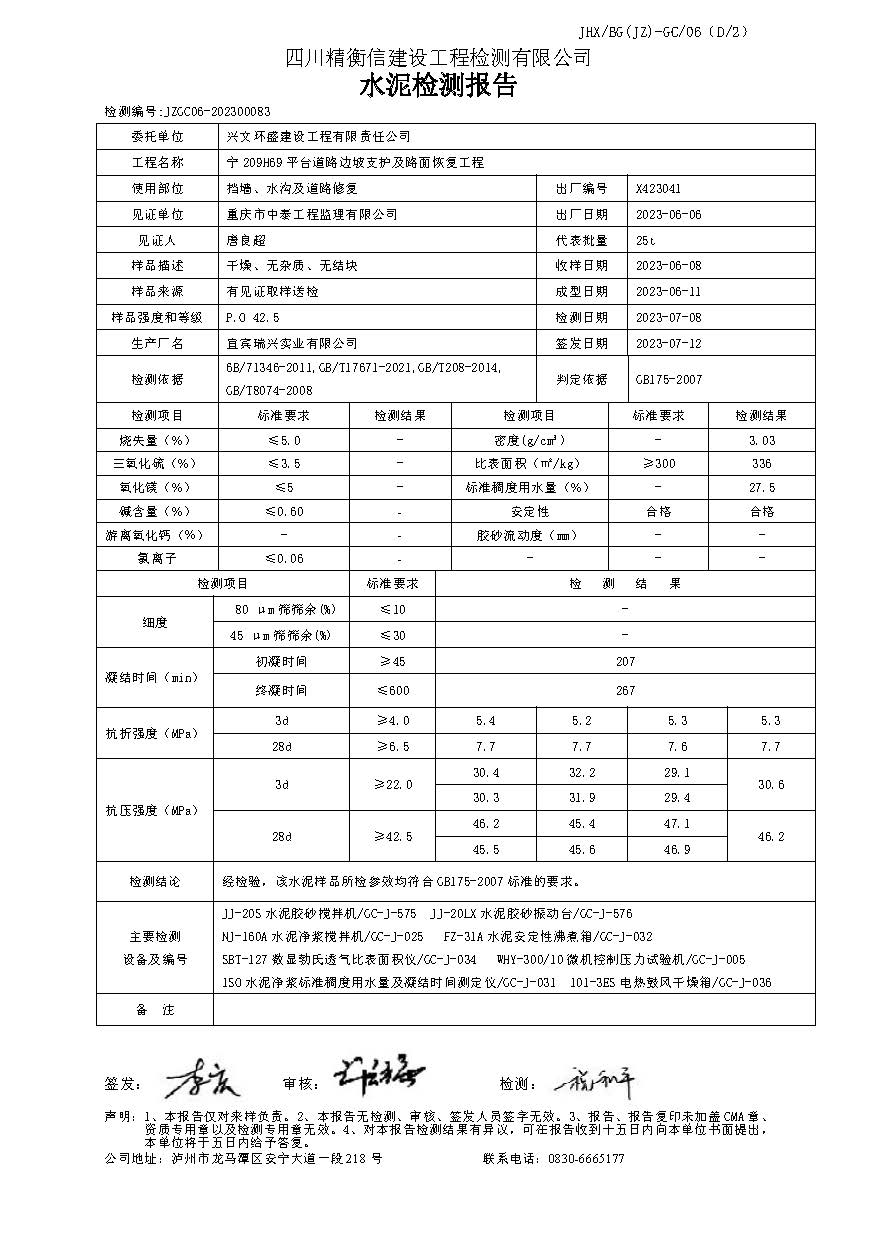 JHX/BG(JZ)-GC/06（D/2）
四川精衡信建设工程检测有限公司
水泥检测报告
检测编号:JZGC06-202300083
委托单位 兴文环盛建设工程有限责任公司
工程名称 宁 209H69 平台道路边坡支护及路面恢复工程
使用部位 挡墙、水沟及道路修复 出厂编号 X423041
见证单位 重庆市中泰工程监理有限公司 出厂日期 2023-06-06
见证人 唐良超 代表批量 25t
样品描述 干燥、无杂质、无结块 收样日期 2023-06-08
样品来源 有见证取样送检 成型日期 2023-06-11
样品强度和等级 P.O 42.5 检测日期 2023-07-08
生产厂名 宜宾瑞兴实业有限公司 签发日期 2023-07-12
检测依据 GB/71346-2011,GB/T17671-2021,GB/T208-2014, 判定依据 GB175-2007
GB/T8074-2008
检测项目 标准要求 检测结果 检测项目 标准要求 检测结果
烧失量（%） ≤5.0 — 密度(g/cm³) — 3.03
三氧化硫（%） ≤3.5 — 比表面积（㎡/kg） ≥300 336
氧化镁（%） ≤5 — 标准稠度用水量（%） — 27.5
碱含量（%） ≤0.60 - 安定性 合格 合格
游离氧化钙（%） — - 胶砂流动度（mm） — —
氯离子 ≤0.06 - — — —
检测项目 标准要求 检 测 结 果
细度 80 μm筛筛余(%) ≤10 —
45 μm筛筛余(%) ≤30 —
凝结时间（min） 初凝时间 ≥45 207
终凝时间 ≤600 267
抗折强度（MPa） 3d ≥4.0 5.4 5.2 5.3 5.3
28d ≥6.5 7.7 7.7 7.6 7.7
抗压强度（MPa） 3d ≥22.0 30.4 32.2 29.1 30.6
30.3 31.9 29.4
28d ≥42.5 46.2 45.4 47.1 46.2
45.5 45.6 46.9
检测结论 经检验，该水泥样品所检参数均符合GB175-2007 标准的要求。
主要检测设备及编号 JJ-20S 水泥胶砂搅拌机/GC-J-575 JJ-20LX 水泥胶砂振动台/GC-J-576
NJ-160A 水泥净浆搅拌机/GC-J-025 FZ-31A 水泥安定性沸煮箱/GC-J-032
SBT-127 数显勃氏透气比表面积仪/GC-J-034 WHY-300/10 微机控制压力试验机/GC-J-005
ISO 水泥净浆标准稠度用水量及凝结时间测定仪/GC-J-031 101-3ES 电热鼓风干燥箱/GC-J-036
备 注
签发： 审核： 检测：
声明：1、本报告仅对来样负责。2、本报告无检测、审核、签发人员签字无效。3、报告、报告复印未加盖CMA 章、
资质专用章以及检测专用章无效。4、对本报告检测结果有异议，可在报告收到十五日内向本单位书面提出，
本单位将于五日内给予答复。
公司地址：泸州市龙马潭区安宁大道一段218 号 联系电话：0830-6665177